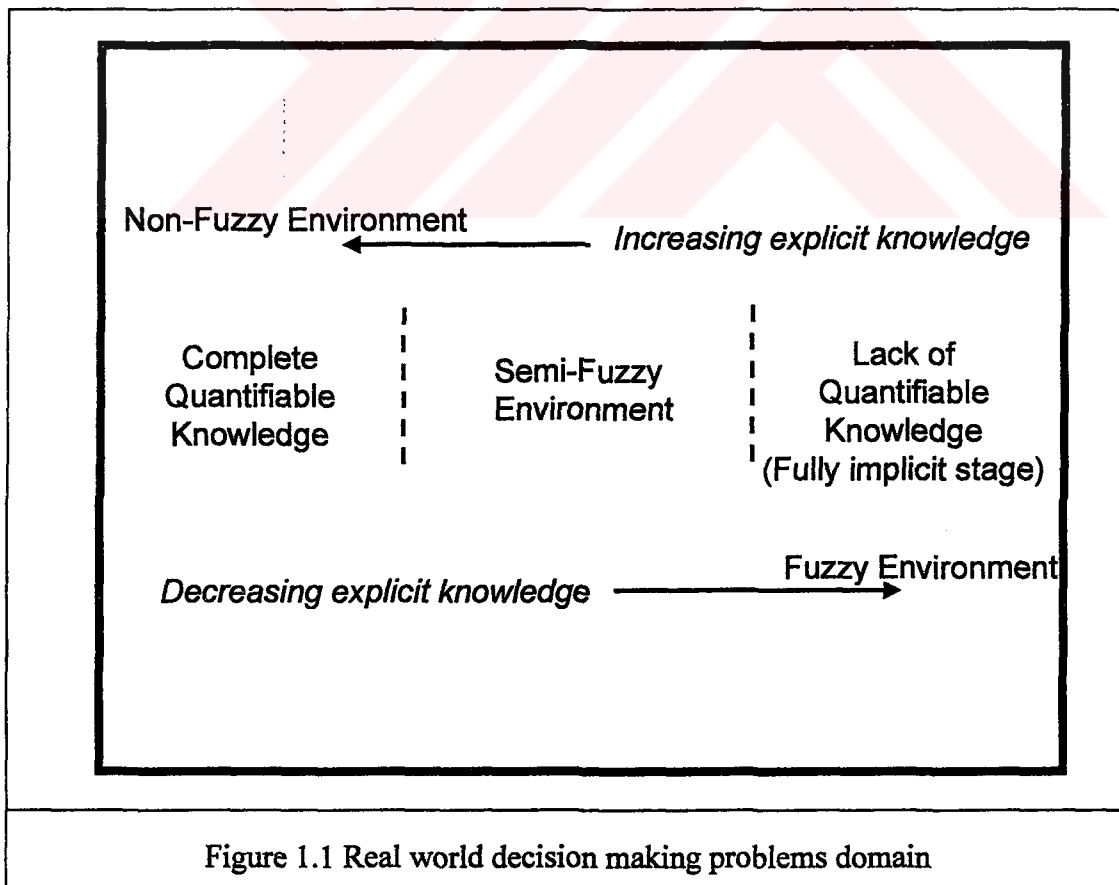 Non-Fuzzy Environment
Increasing explicit knowledge
Complete
Quantifiable
Knowledge
Semi-Fuzzy
Environment
Lack of
Quantifiable
Knowledge
(Fully implicit stage)
Fuzzy Environment
Decreasing explicit knowledge
Figure 1.1 Real world decision making problems domain